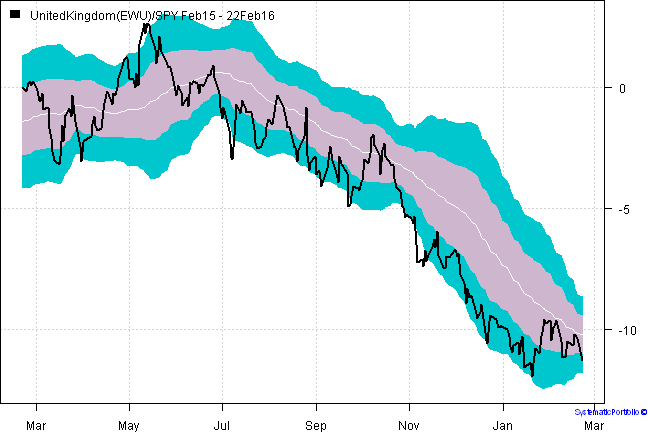 UnitedKingdom(EWU)/SPY Feb15 - 22Feb16
0
-5
-10
Mar May Jul Sep Nov Jan Mar
SystematicPortfolio ©